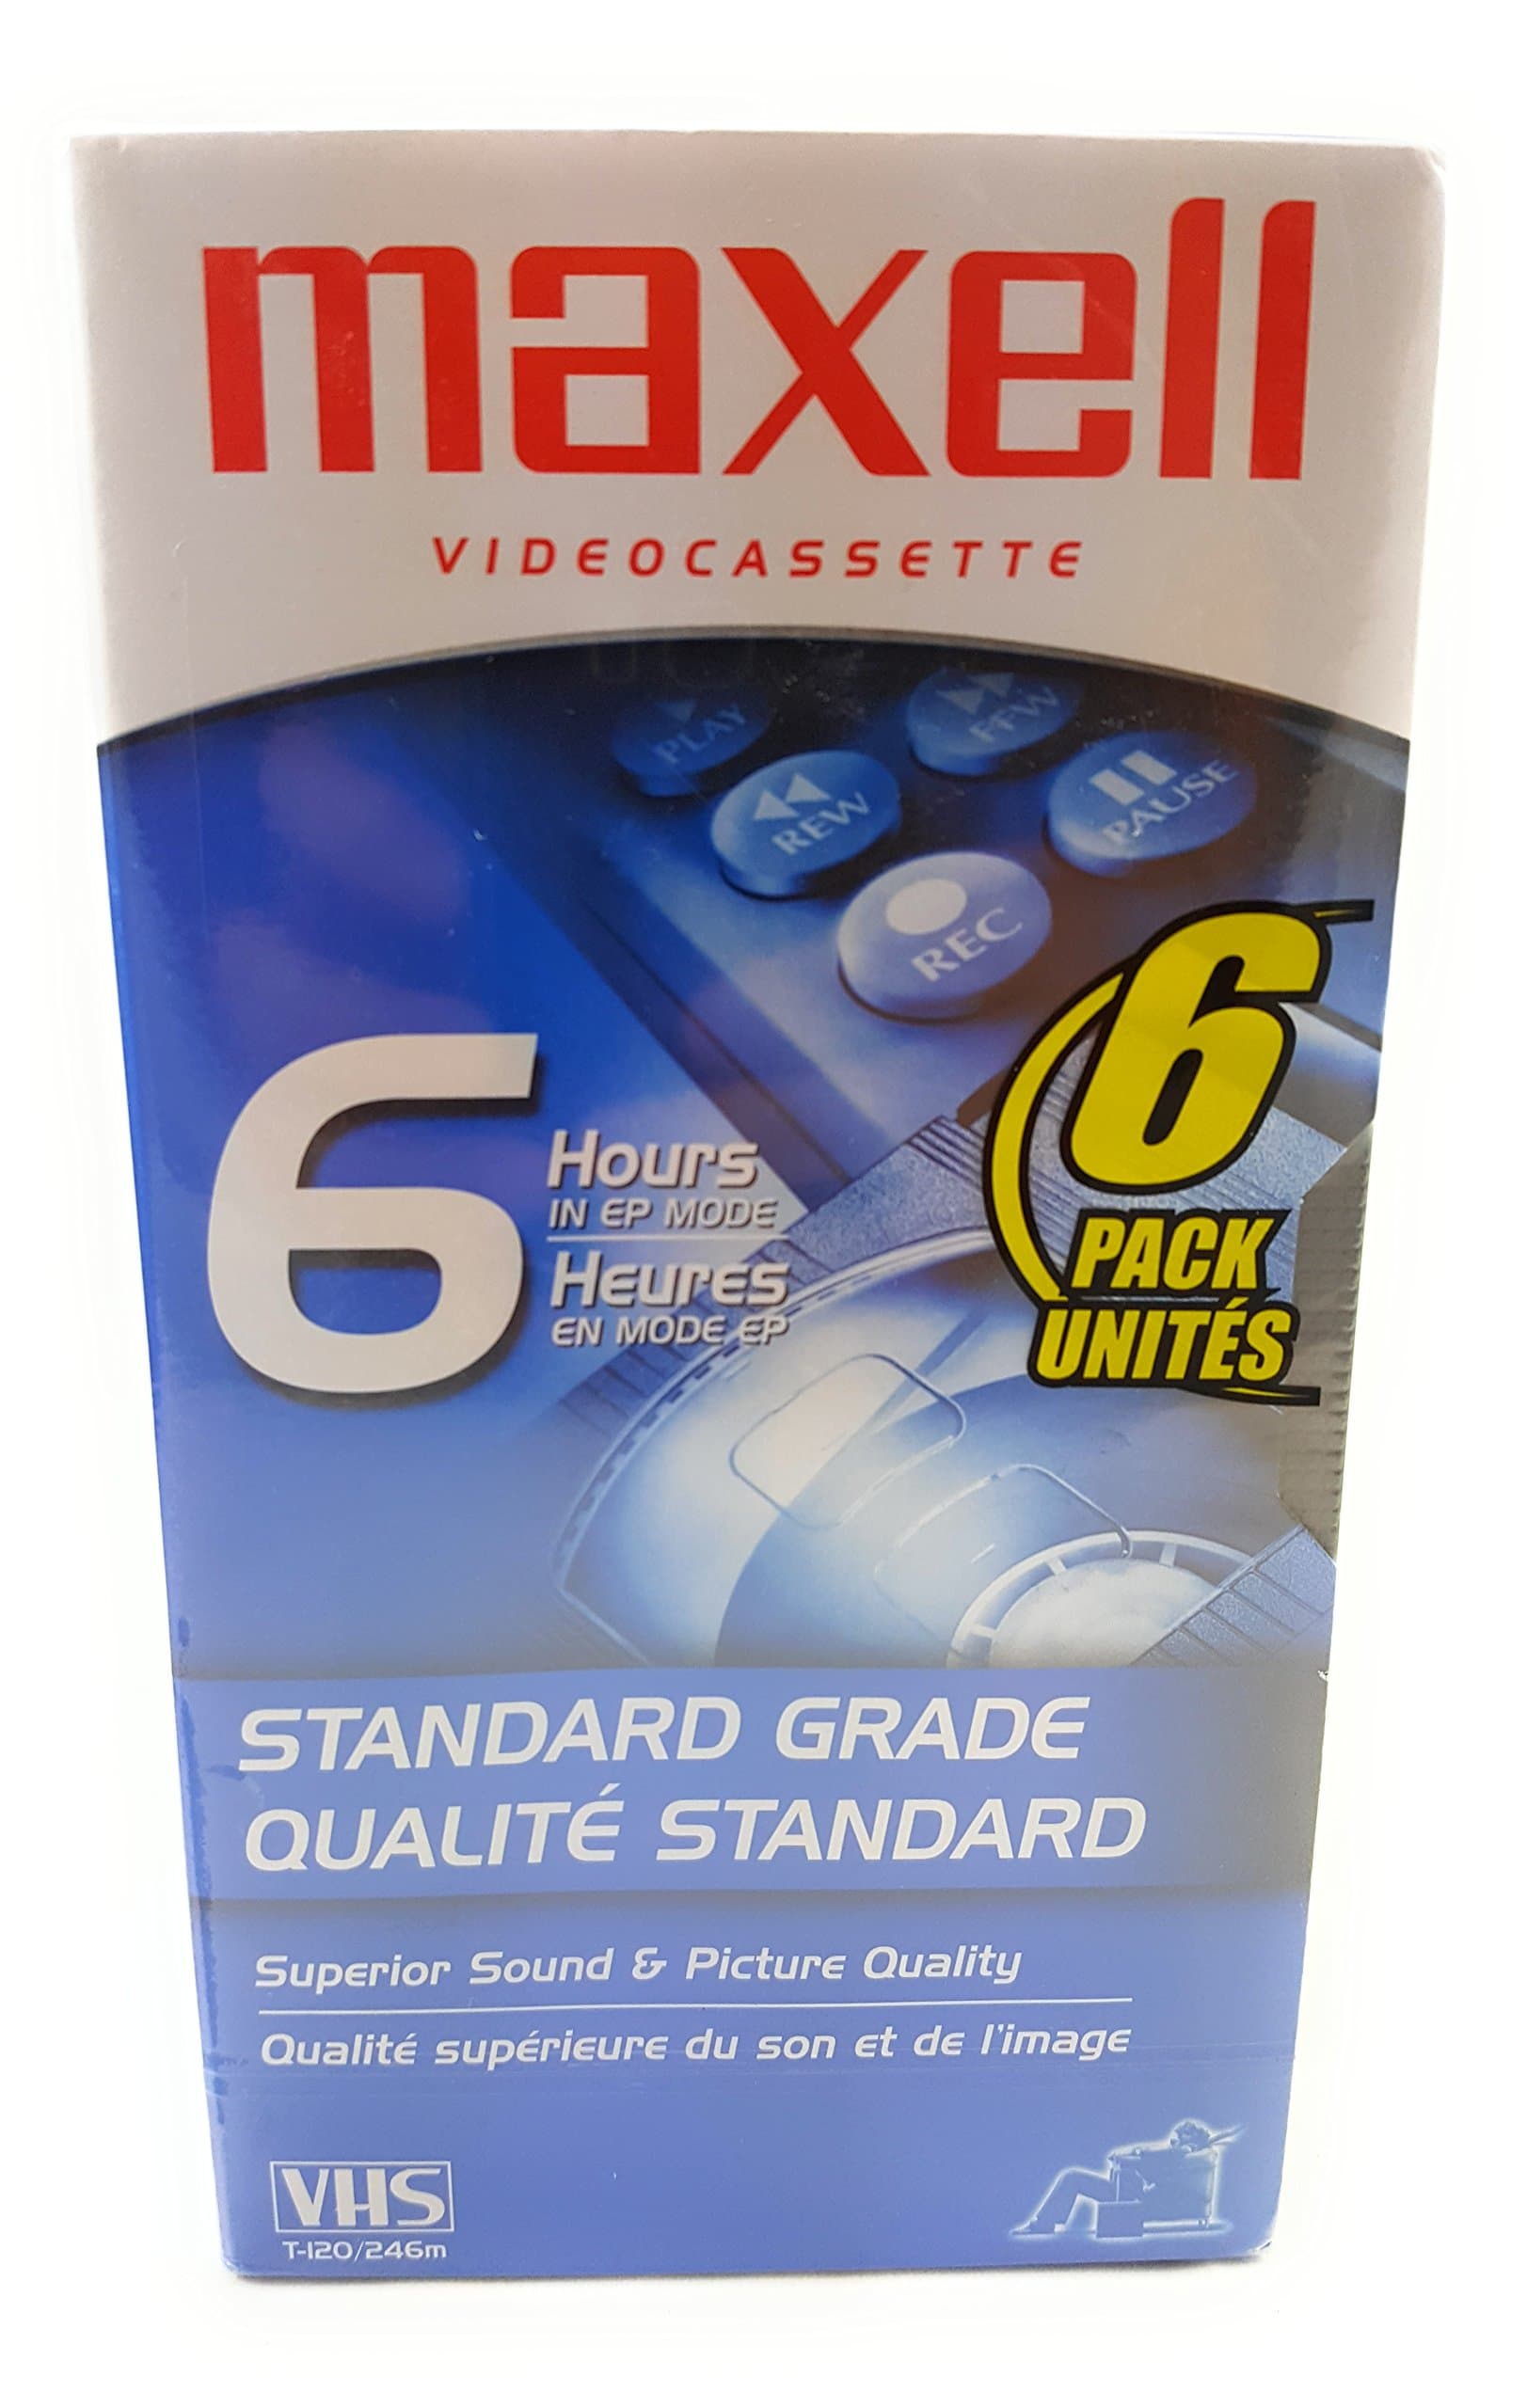 maxell
VIDEOCASSETTE
PLAY
FFW
REW
PAUSE
REC
6
Hours
IN EP MODE
Heures
EN MODE EP
6
PACK
UNITÉS
STANDARD GRADE
QUALITÉ STANDARD
Superior Sound & Picture Quality
Qualité supérieure du son et de l'image
VHS
T-120/246m